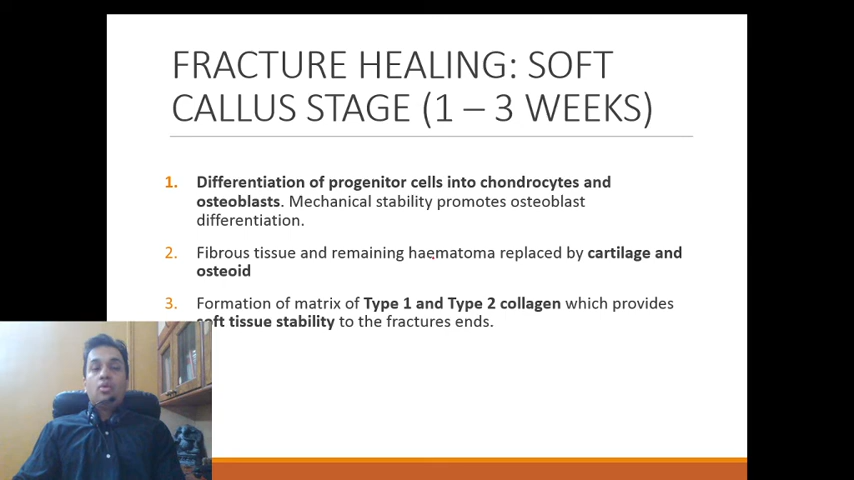 FRACTURE HEALING: SOFT
CALLUS STAGE (1 – 3 WEEKS)
1. Differentiation of progenitor cells into chondrocytes and
osteoblasts. Mechanical stability promotes osteoblast
differentiation.
2. Fibrous tissue and remaining haematoma replaced by cartilage and
osteoid
3. Formation of matrix of Type 1 and Type 2 collagen which provides
soft tissue stability to the fractures ends.